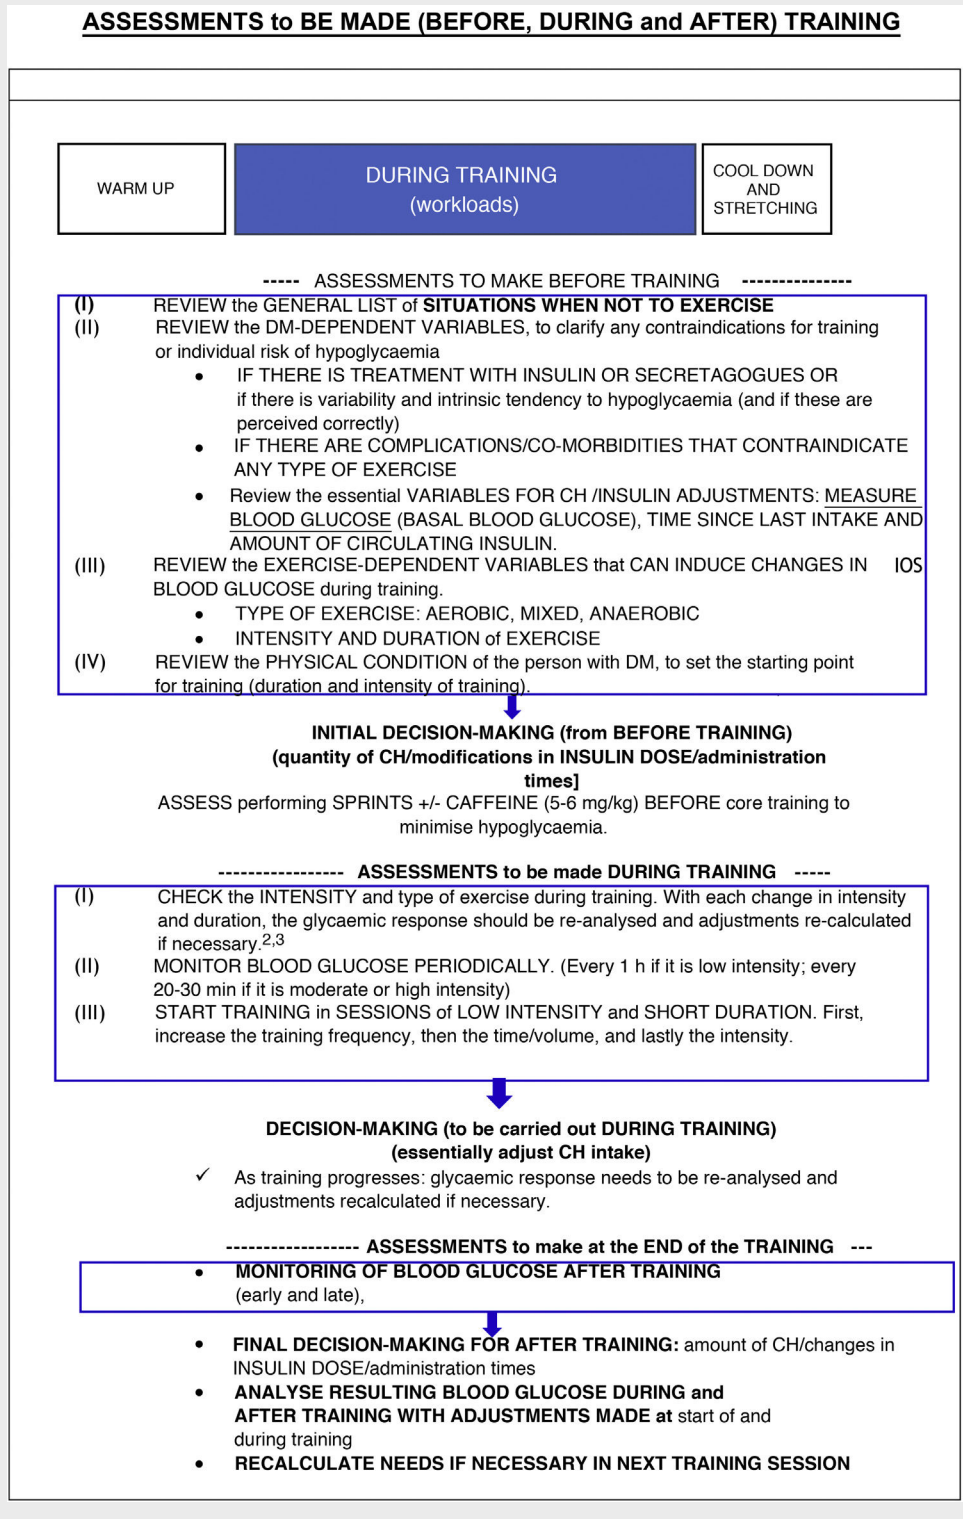 ASSESSMENTS to BE MADE (BEFORE, DURING and AFTER) TRAINING
WARM UP
DURING TRAINING
(workloads)
COOL DOWN
AND
STRETCHING
----- ASSESSMENTS TO MAKE BEFORE TRAINING ---------------
(I) REVIEW the GENERAL LIST of SITUATIONS WHEN NOT TO EXERCISE
(II) REVIEW the DM-DEPENDENT VARIABLES, to clarify any contraindications for training
or individual risk of hypoglycaemia
• IF THERE IS TREATMENT WITH INSULIN OR SECRETAGOGUES OR
if there is variability and intrinsic tendency to hypoglycaemia (and if these are
perceived correctly)
• IF THERE ARE COMPLICATIONS/CO-MORBIDITIES THAT CONTRAINDICATE
ANY TYPE OF EXERCISE
• Review the essential VARIABLES FOR CH /INSULIN ADJUSTMENTS: MEASURE
BLOOD GLUCOSE (BASAL BLOOD GLUCOSE), TIME SINCE LAST INTAKE AND
AMOUNT OF CIRCULATING INSULIN.
(III) REVIEW the EXERCISE-DEPENDENT VARIABLES that CAN INDUCE CHANGES IN IOS
BLOOD GLUCOSE during training.
• TYPE OF EXERCISE: AEROBIC, MIXED, ANAEROBIC
• INTENSITY AND DURATION of EXERCISE
(IV) REVIEW the PHYSICAL CONDITION of the person with DM, to set the starting point
for training (duration and intensity of training).
INITIAL DECISION-MAKING (from BEFORE TRAINING)
(quantity of CH/modifications in INSULIN DOSE/administration
times]
ASSESS performing SPRINTS +/- CAFFEINE (5-6 mg/kg) BEFORE core training to
minimise hypoglycaemia.
----------------- ASSESSMENTS to be made DURING TRAINING -----
(I) CHECK the INTENSITY and type of exercise during training. With each change in intensity
and duration, the glycaemic response should be re-analysed and adjustments re-calculated
if necessary.2,3
(II) MONITOR BLOOD GLUCOSE PERIODICALLY. (Every 1 h if it is low intensity; every
20-30 min if it is moderate or high intensity)
(III) START TRAINING in SESSIONS of LOW INTENSITY and SHORT DURATION. First,
increase the training frequency, then the time/volume, and lastly the intensity.
DECISION-MAKING (to be carried out DURING TRAINING)
(essentially adjust CH intake)
✓ As training progresses: glycaemic response needs to be re-analysed and
adjustments recalculated if necessary.
------------------ ASSESSMENTS to make at the END of the TRAINING ---
• MONITORING OF BLOOD GLUCOSE AFTER TRAINING
(early and late),
• FINAL DECISION-MAKING FOR AFTER TRAINING: amount of CH/changes in
INSULIN DOSE/administration times
• ANALYSE RESULTING BLOOD GLUCOSE DURING and
AFTER TRAINING WITH ADJUSTMENTS MADE at start of and
during training
• RECALCULATE NEEDS IF NECESSARY IN NEXT TRAINING SESSION